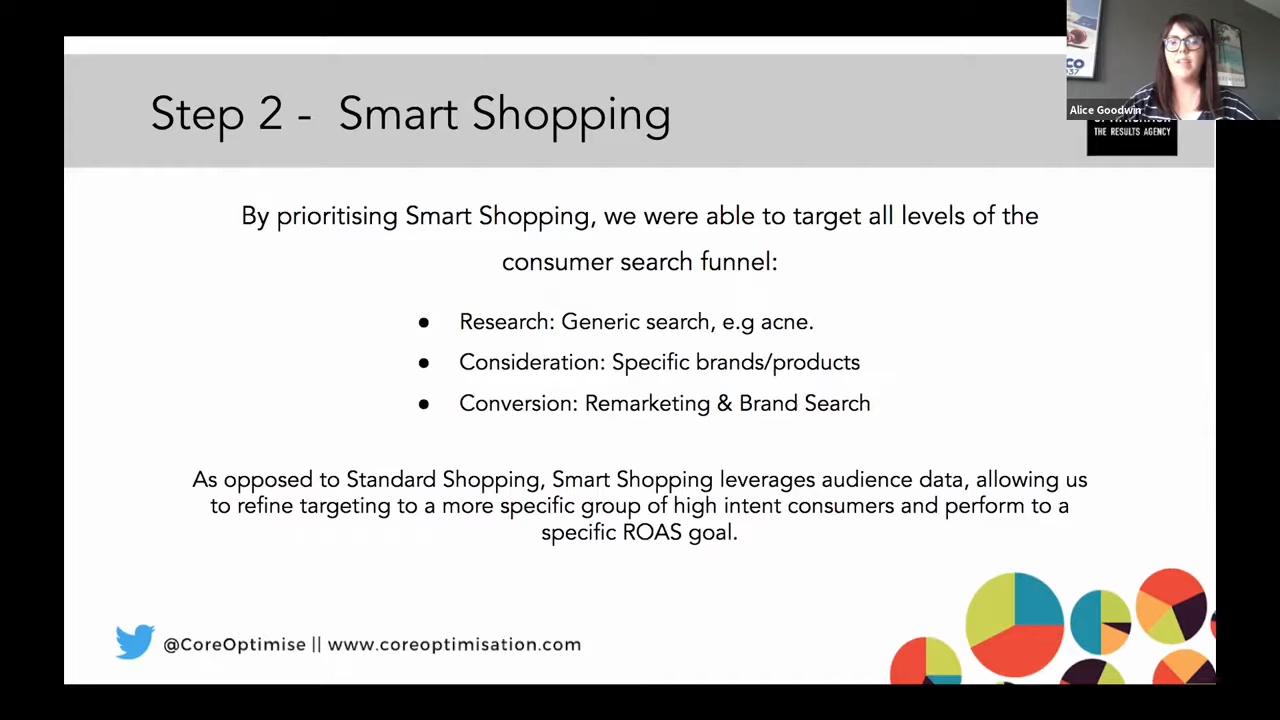 Step 2 - Smart Shopping
CO
937
Alice Goodwin
THE RESULTS AGENCY
By prioritising Smart Shopping, we were able to target all levels of the
consumer search funnel:
● Research: Generic search, e.g acne.
● Consideration: Specific brands/products
● Conversion: Remarketing & Brand Search
As opposed to Standard Shopping, Smart Shopping leverages audience data, allowing us
to refine targeting to a more specific group of high intent consumers and perform to a
specific ROAS goal.
@CoreOptimise || www.coreoptimisation.com